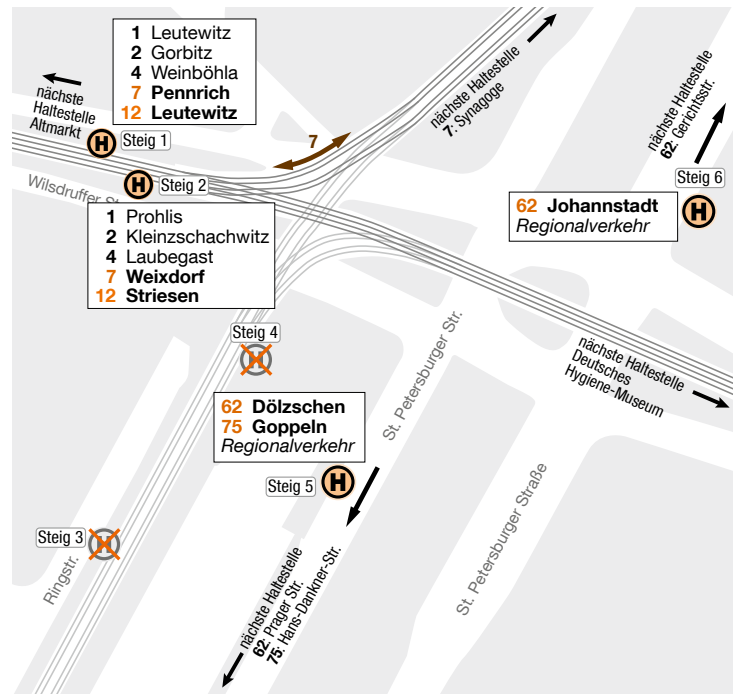 1 Leutewitz
2 Gorbitz
4 Weinböhla
7 Pennrich
12 Leutewitz
nächste
Haltestelle
Altmarkt
H
Steig 1
7
nächste Haltestelle
7: Synagoge
nächste Haltestelle
62: Gerichtsstr.
Steig 6
H
62 Johannstadt
Regionalverkehr
Wilsdruffer St
H
Steig 2
1 Prohlis
2 Kleinzschachwitz
4 Laubegast
7 Weixdorf
12 Striesen
Steig 4
H
nächste Haltestelle
Deutsches
Hygiene-Museum
St. Petersburger Str.
62 Dölzschen
75 Goppeln
Regionalverkehr
Steig 5
H
St. Petersburger Straße
Steig 3
H
Ringstr.
nächste Haltestelle
62: Prager Str.
75: Hans-Dankner-Str.